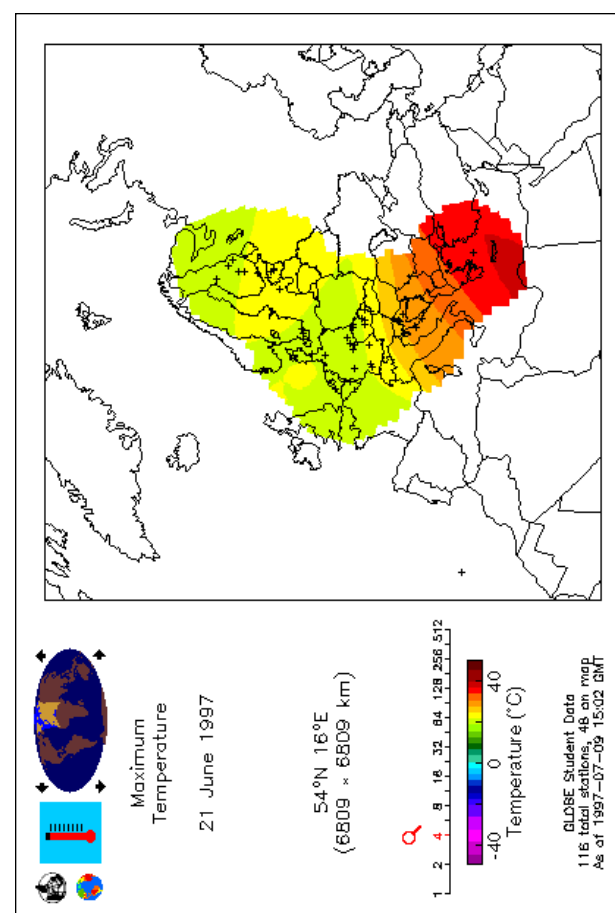 Maximum
Temperature
21 June 1997
54°N 16°E
(6809 × 6809 km)
1 2 4 8 16 32 64 128 256 512
-40 0 40
Temperature (°C)
GLOBE Student Data
116 total stations, 48 on map
As of 1997-07-09 15:02 GMT